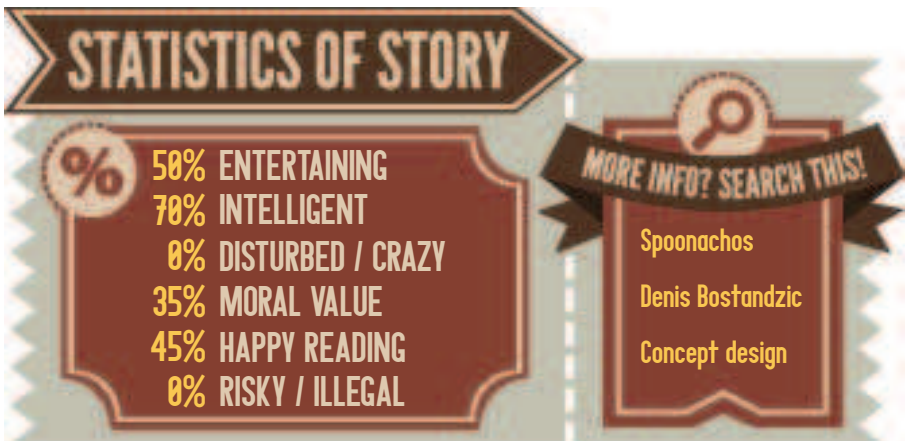 STATISTICS OF STORY
%
50% ENTERTAINING
70% INTELLIGENT
0% DISTURBED / CRAZY
35% MORAL VALUE
45% HAPPY READING
0% RISKY / ILLEGAL
MORE INFO? SEARCH THIS!
Spoonachos
Denis Bostandzic
Concept design